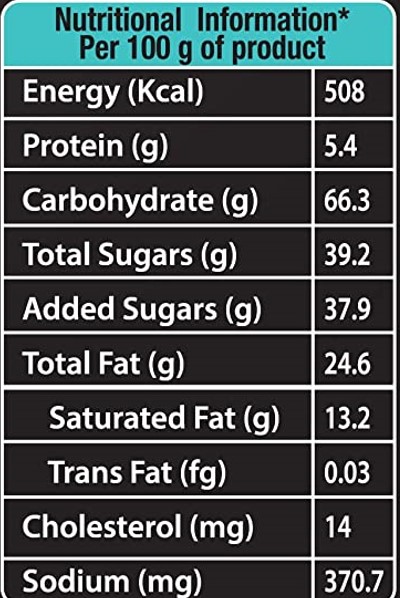 Nutritional Information*
Per 100 g of product
Energy (Kcal) 508
Protein (g) 5.4
Carbohydrate (g) 66.3
Total Sugars (g) 39.2
Added Sugars (g) 37.9
Total Fat (g) 24.6
Saturated Fat (g) 13.2
Trans Fat (fg) 0.03
Cholesterol (mg) 14
Sodium (mg) 370.7